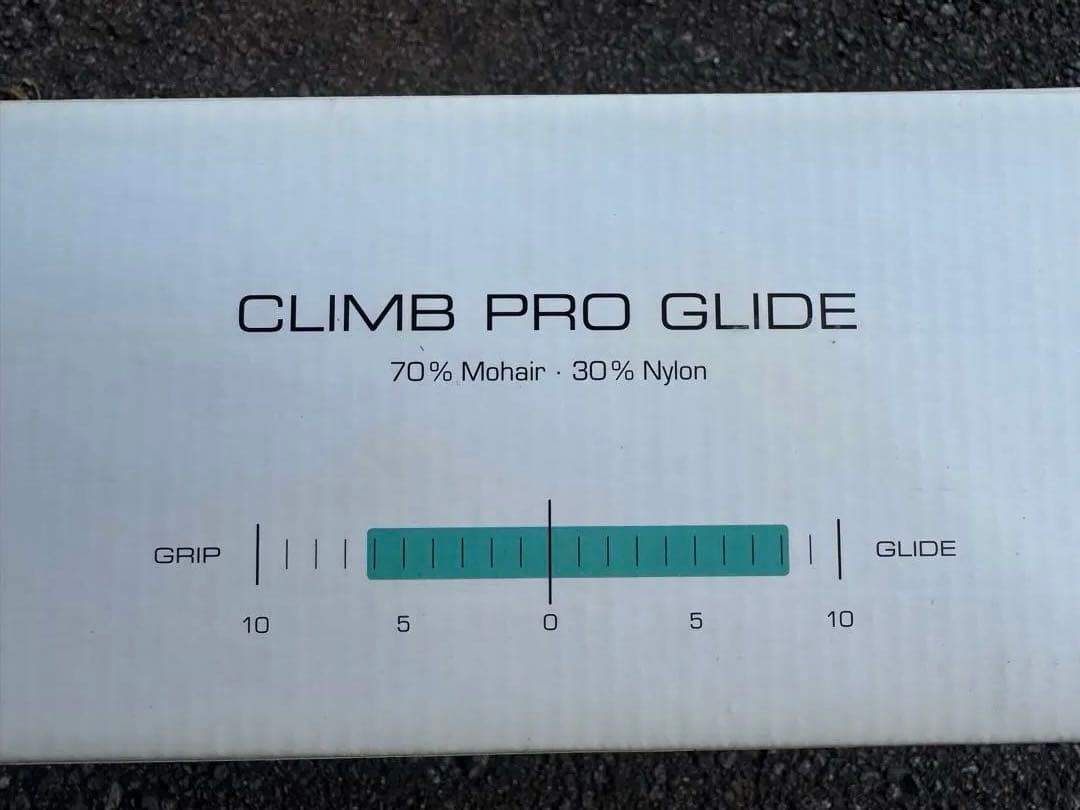 CLIMB PRO GLIDE
70% Mohair · 30% Nylon
GRIP GLIDE
10 5 0 5 10